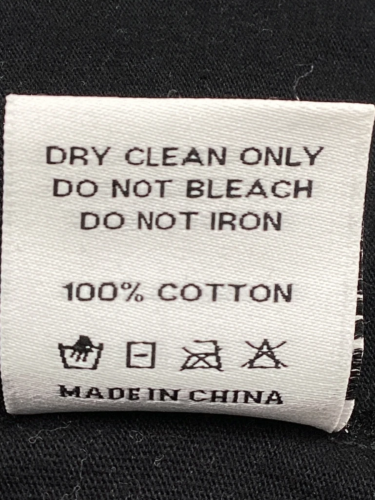 DRY CLEAN ONLY
DO NOT BLEACH
DO NOT IRON
100% COTTON
MADE IN CHINA